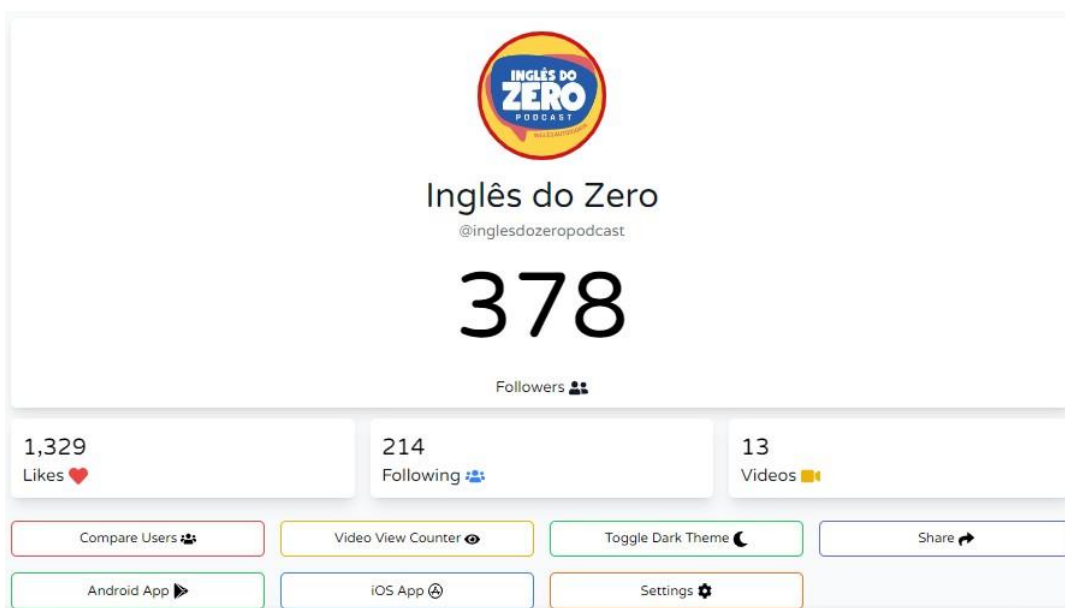 INGLÊS DO
ZERO
PODCAST
Inglês do Zero
@inglesdozeropodcast
378
Followers
1,329
Likes
214
Following
13
Videos
Compare Users
Video View Counter
Toggle Dark Theme
Share
Android App
iOS App
Settings